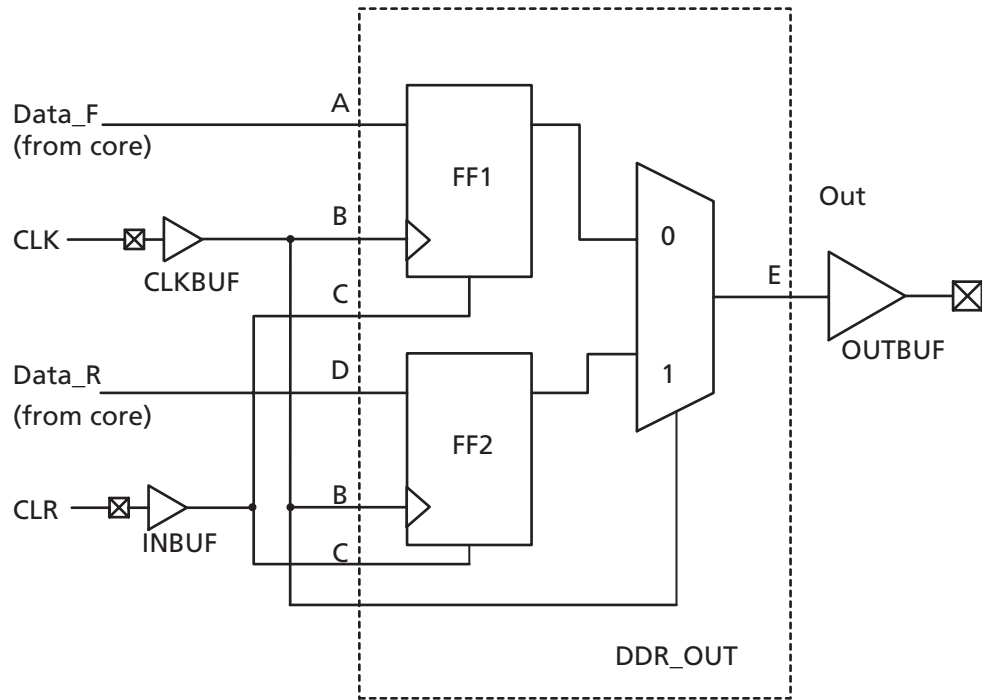 Data_F
(from core)
A
FF1
CLK
CLKBUF
B
C
0
Out
E
OUTBUF
Data_R
(from core)
D
1
FF2
CLR
INBUF
B
C
DDR_OUT